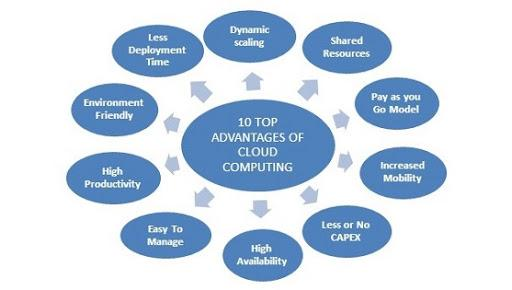 10 TOP
ADVANTAGES OF
CLOUD
COMPUTING
Dynamic
scaling
Shared
Resources
Pay as you
Go Model
Increased
Mobility
Less or No
CAPEX
High
Availability
Easy To
Manage
High
Productivity
Environment
Friendly
Less
Deployment
Time